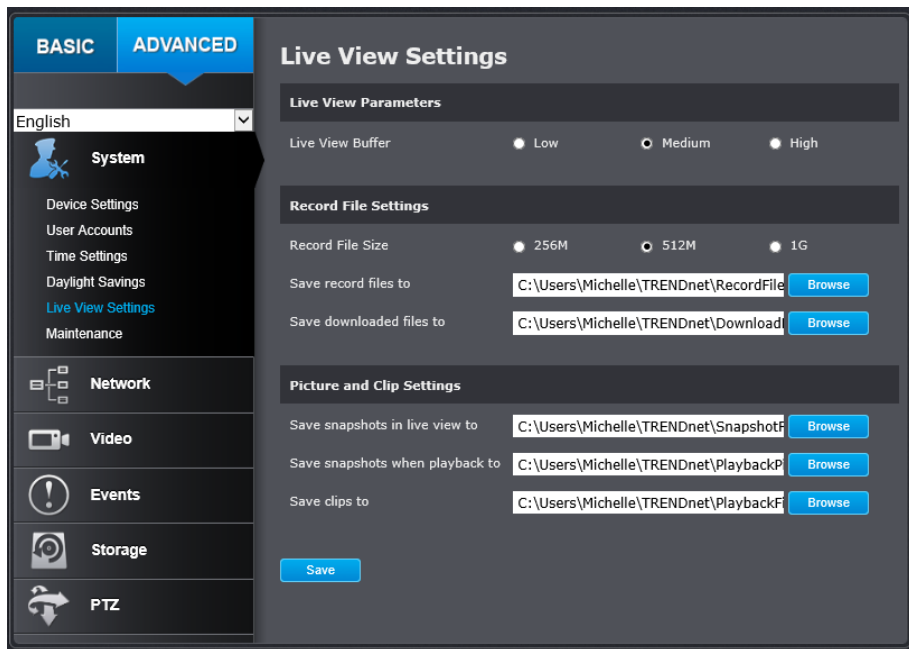 BASIC ADVANCED
English
System
Device Settings
User Accounts
Time Settings
Daylight Savings
Live View Settings
Maintenance
Network
Video
Events
Storage
PTZ
Live View Settings
Live View Parameters
Live View Buffer Low Medium High
Record File Settings
Record File Size 256M 512M 1G
Save record files to C:\Users\Michelle\TRENDnet\RecordFile Browse
Save downloaded files to C:\Users\Michelle\TRENDnet\Download Browse
Picture and Clip Settings
Save snapshots in live view to C:\Users\Michelle\TRENDnet\Snapshot Browse
Save snapshots when playback to C:\Users\Michelle\TRENDnet\PlaybackP Browse
Save clips to C:\Users\Michelle\TRENDnet\PlaybackFi Browse
Save